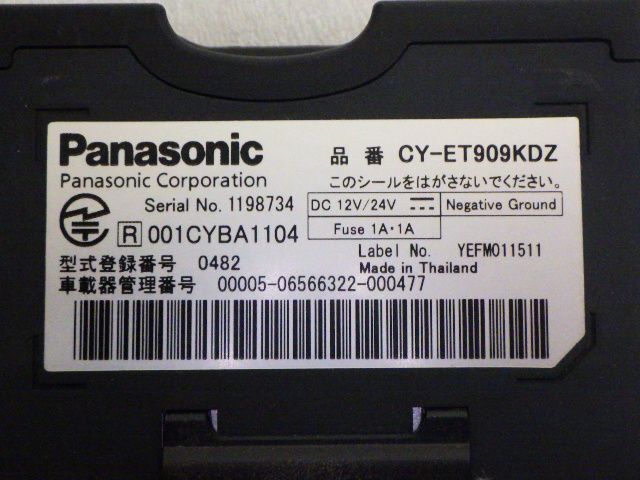 Panasonic
品番 CY-ET909KDZ
Panasonic Corporation
このシールをはがさないでください。
Serial No. 1198734
DC 12V/24V
Negative Ground
Fuse 1A・1A
R 001CYBA1104
Label No. YEFM011511
型式登録番号 0482
Made in Thailand
車載器管理番号 00005-06566322-000477